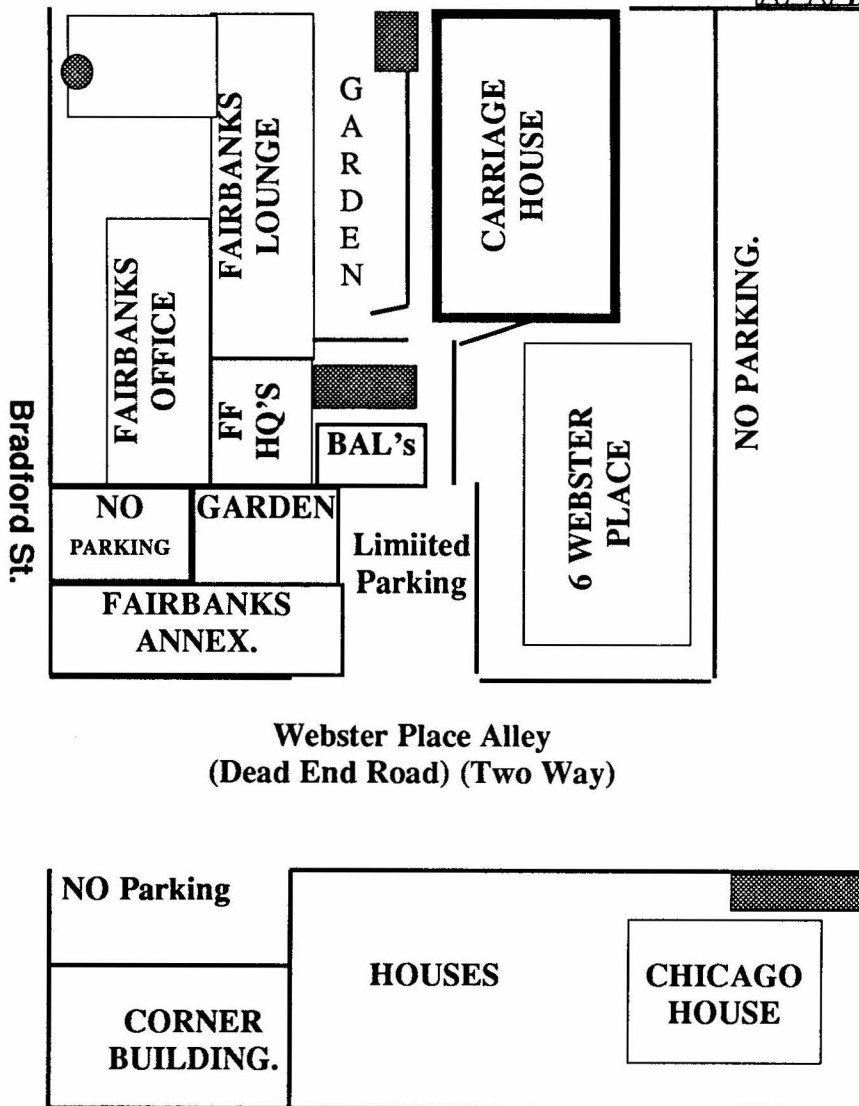 GARDEN
CARRIAGE
HOUSE
FAIRBANKS
LOUNGE
FAIRBANKS
OFFICE
FF
HQ'S
BAL's
6 WEBSTER
PLACE
NO PARKING.
Bradford St.
NO
PARKING
GARDEN
Limiited
Parking
FAIRBANKS
ANNEX.
Webster Place Alley
(Dead End Road) (Two Way)
NO Parking
HOUSES
CHICAGO
HOUSE
CORNER
BUILDING.